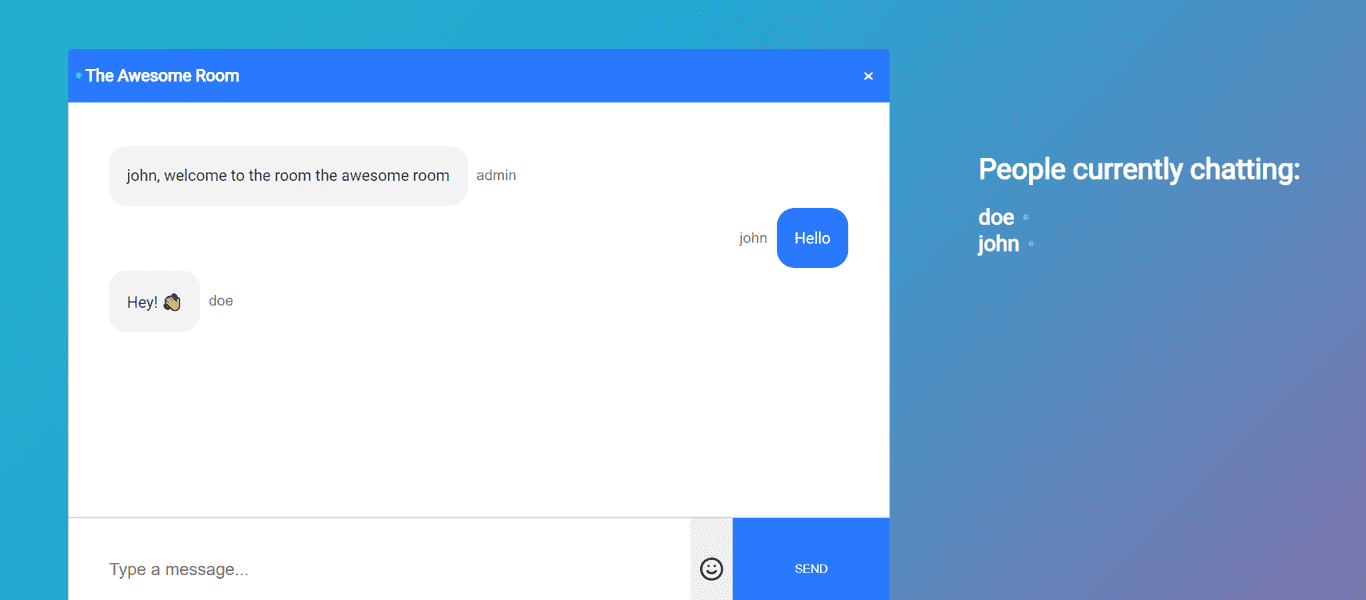 The Awesome Room
×
john, welcome to the room the awesome room
admin
john
Hello
Hey! 👋🏽
doe
People currently chatting:
doe
john
Type a message...
SEND